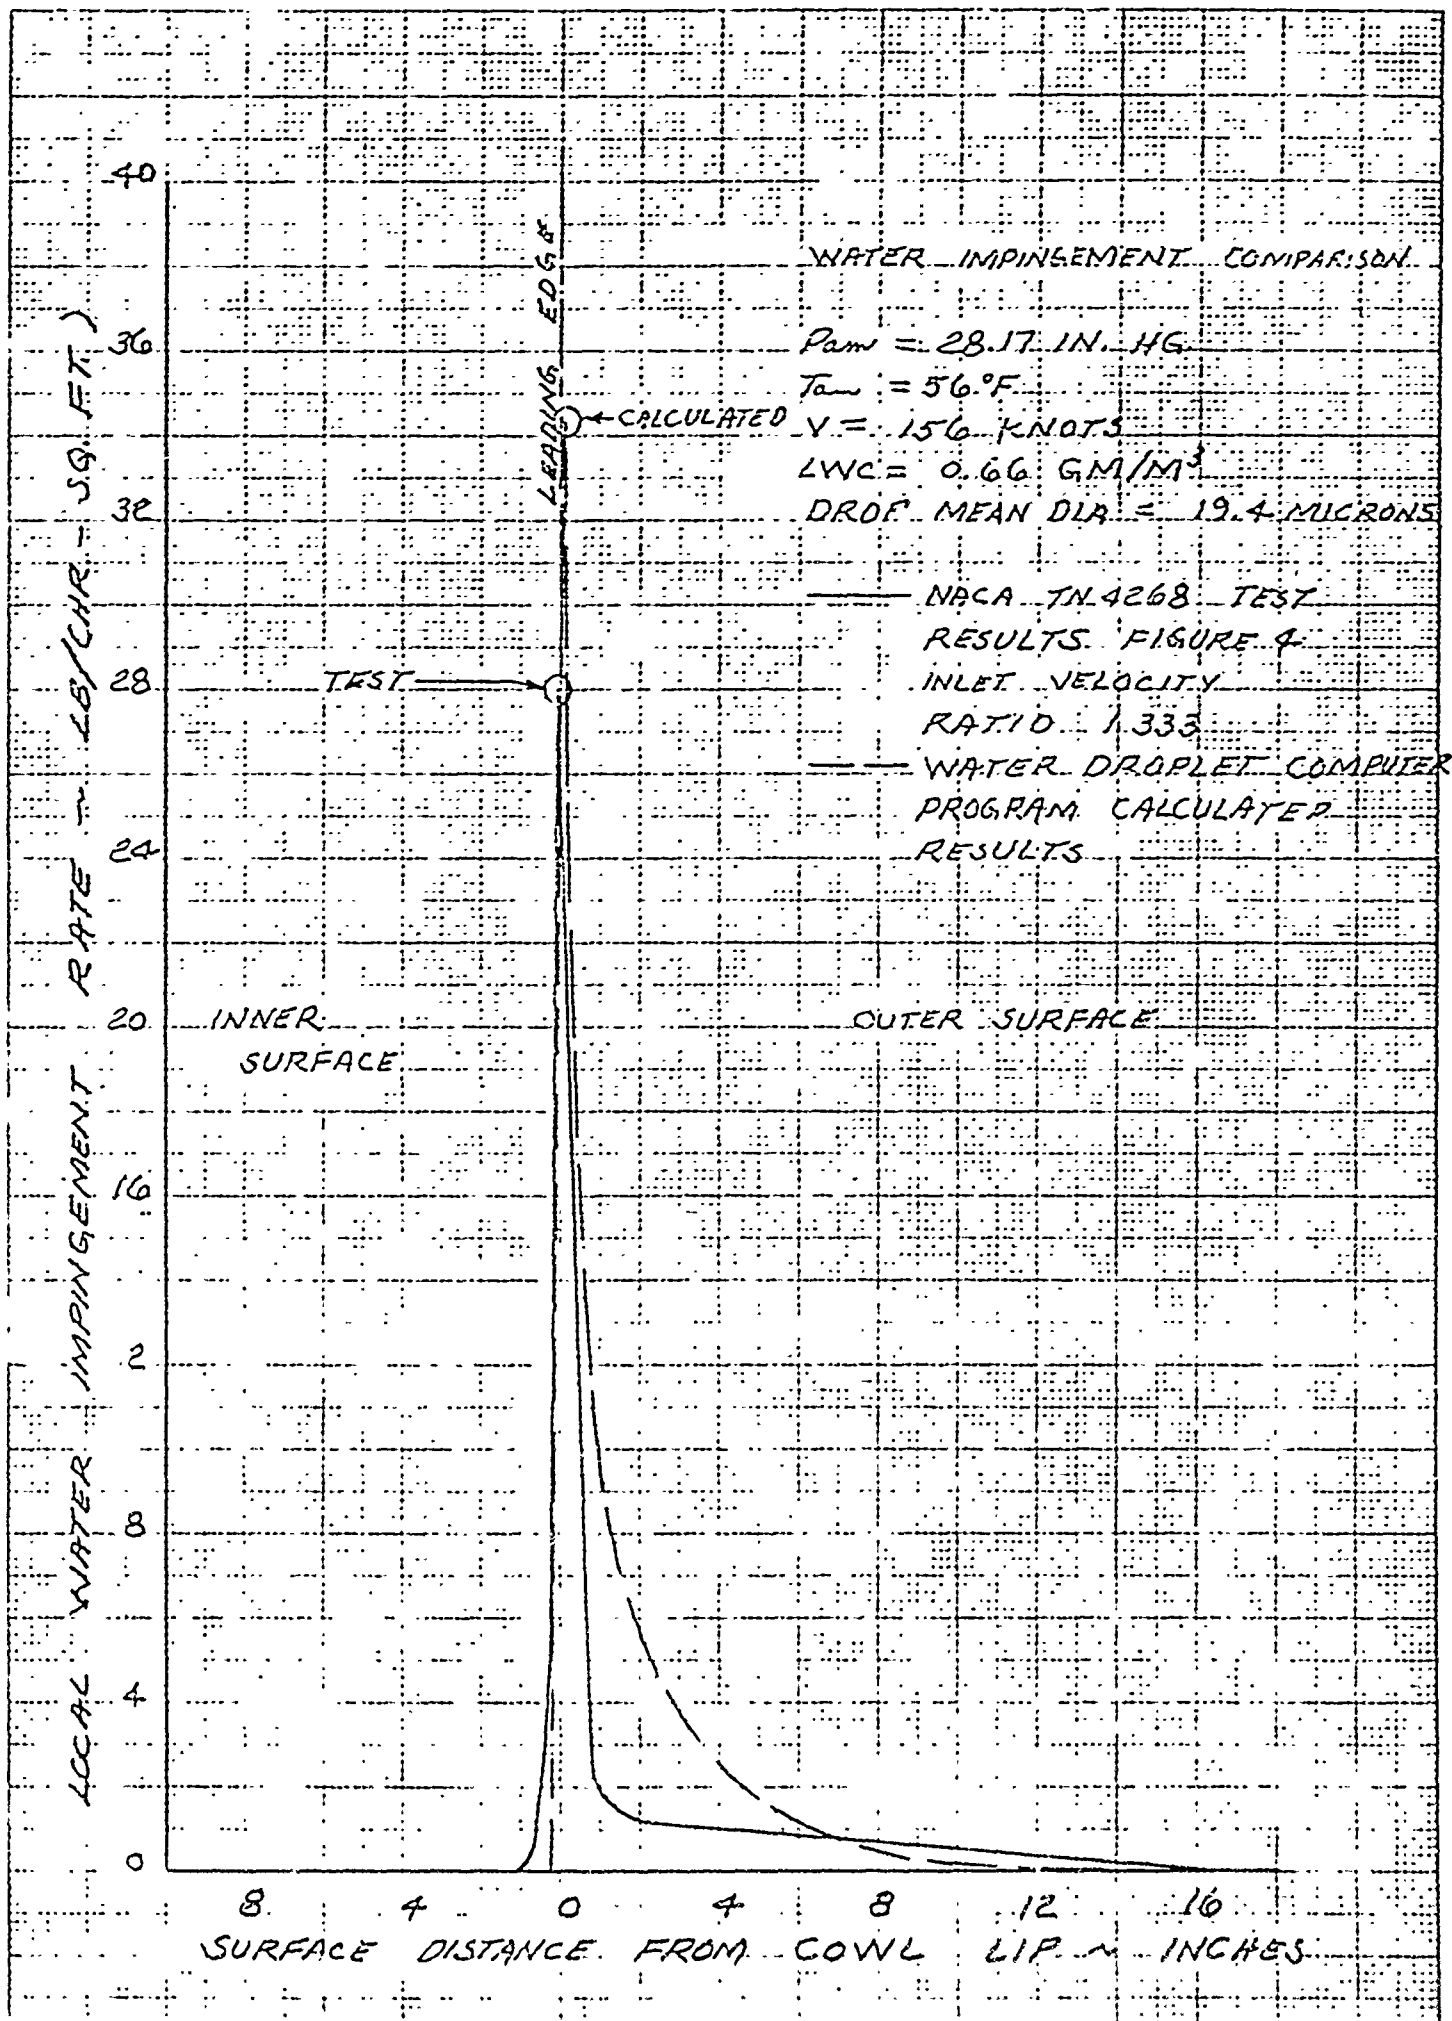 40
36
32
28
24
20
16
2
8
4
0
LOCAL WATER IMPINGEMENT RATE ~ LB/(HR - SQ. FT.)
LEADING EDGE
WATER IMPINGEMENT COMPARISON
Pam = 28.17 IN. HG
Tam = 56 °F
V = 156 KNOTS
LWC = 0.66 GM/M³
DROP MEAN DIA = 19.4 MICRONS
CALCULATED
TEST
NACA TN 4268 TEST
RESULTS FIGURE 4
INLET VELOCITY
RATIO 1.333
WATER DROPLET COMPUTER
PROGRAM CALCULATED
RESULTS
INNER
SURFACE
OUTER SURFACE
8 4 0 4 8 12 16
SURFACE DISTANCE FROM COWL LIP ~ INCHES